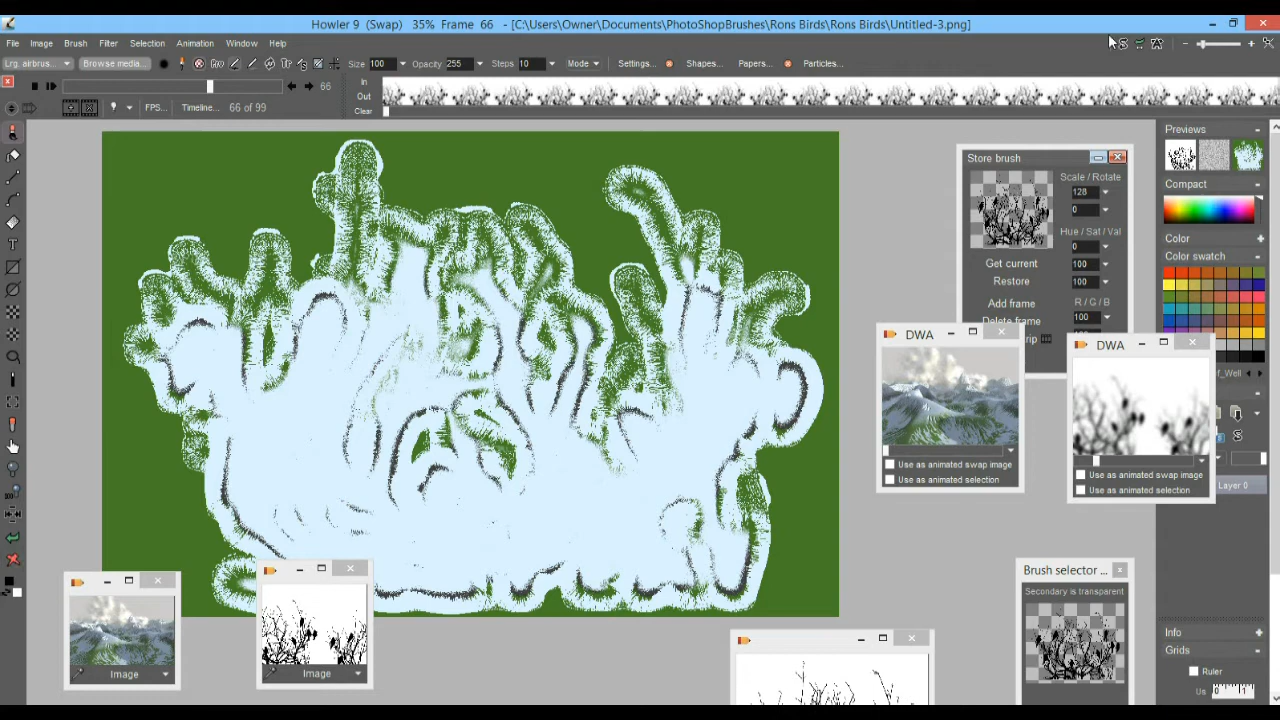 Howler 9 (Swap) 35% Frame 66 - [C:\Users\Owner\Documents\PhotoShopBrushes\Rons Birds\Rons Birds\Untitled-3.png]
File Image Brush Filter Selection Animation Window Help
Lrg. airbrus... Browse media... Size 100 Opacity 255 Steps 10 Mode Settings... Shapes... Papers... Particles...
66 In
Out
FPS... Timeline... 66 of 99 Clear
Previews
Store brush
Scale / Rotate
128
0
Compact
Color
Hue / Sat / Val
0
Color swatch
Get current 100
Restore 100
Add frame R / G / B
Delete frame 100
DWA
DWA
Use as animated swap image
Use as animated selection
Use as animated swap image
Use as animated selection
f_Well
Layer 0
Brush selector ...
Secondary is transparent
Image
Image
Info
Grids
Ruler
Us 0 1